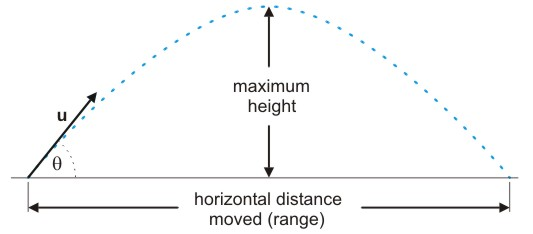 maximum
height
u
θ
horizontal distance
moved (range)